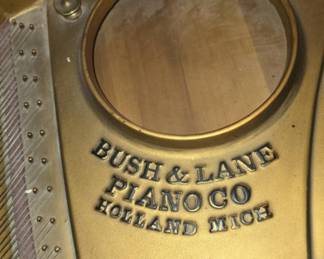 BUSH & LANE
PIANO CO
HOLLAND MICH